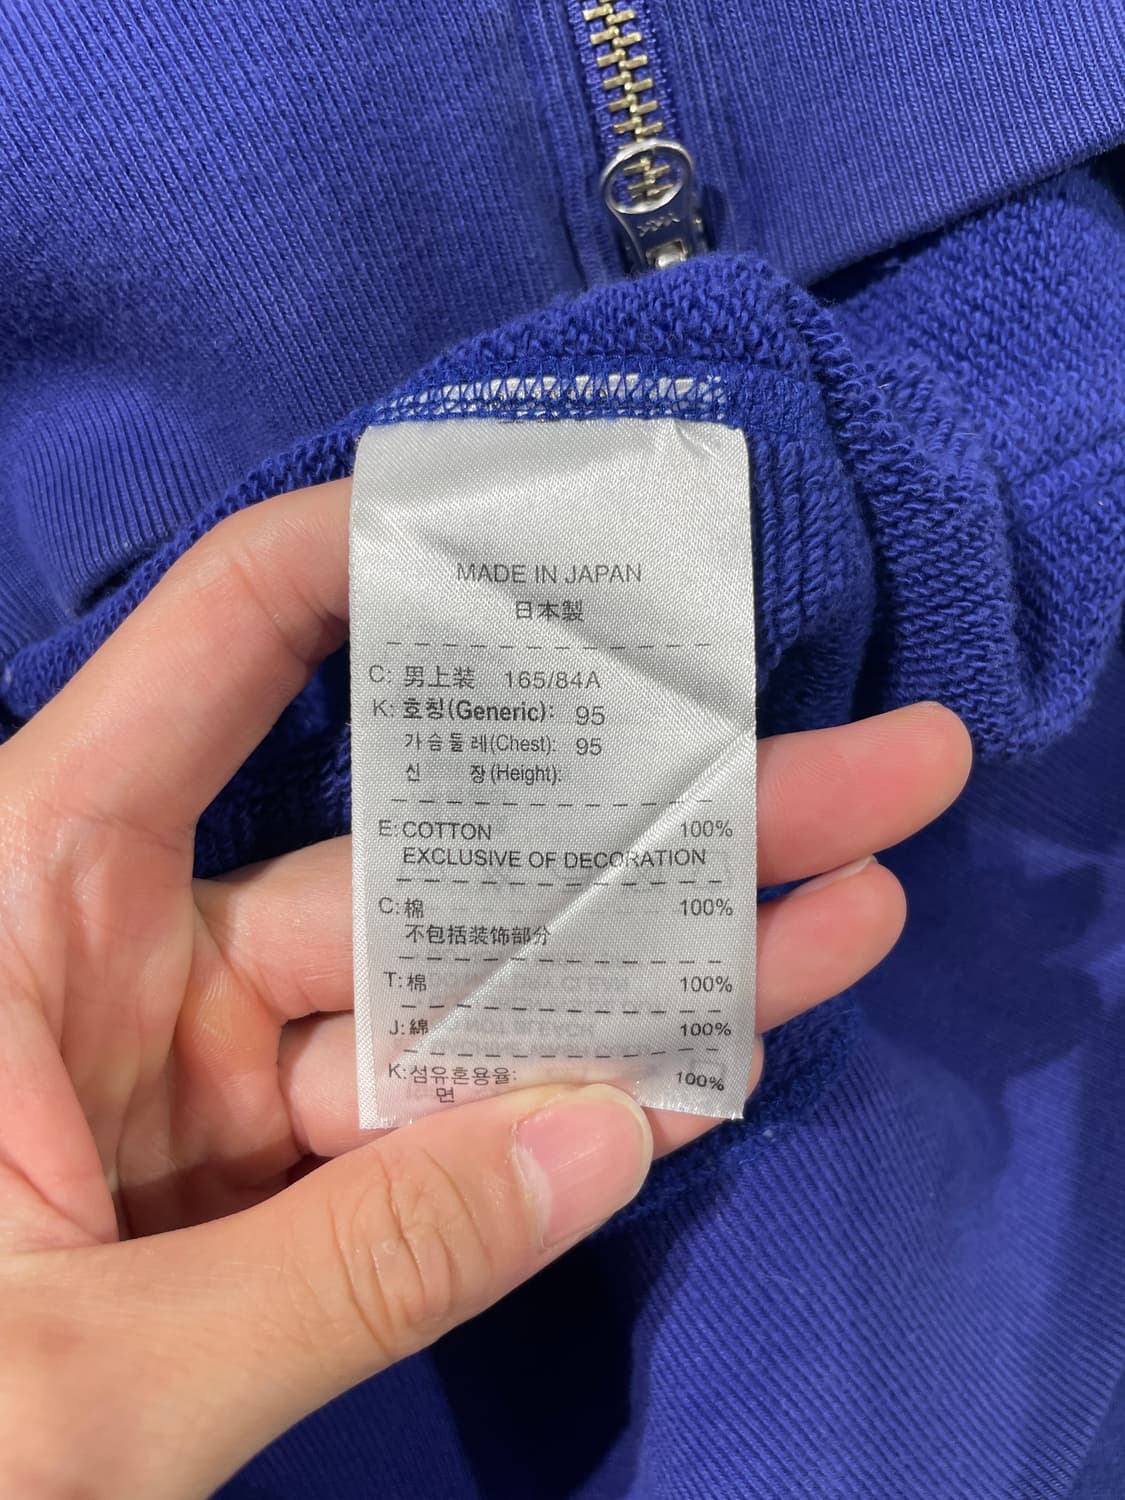 YKK
MADE IN JAPAN
日本製
C: 男上装 165/84A
K: 호칭(Generic): 95
가슴둘레(Chest): 95
신 장(Height):
E: COTTON 100%
EXCLUSIVE OF DECORATION
C: 棉 100%
不包括装饰部分
T: 棉 100%
J: 綿 100%
K: 섬유혼용율: 100%
면